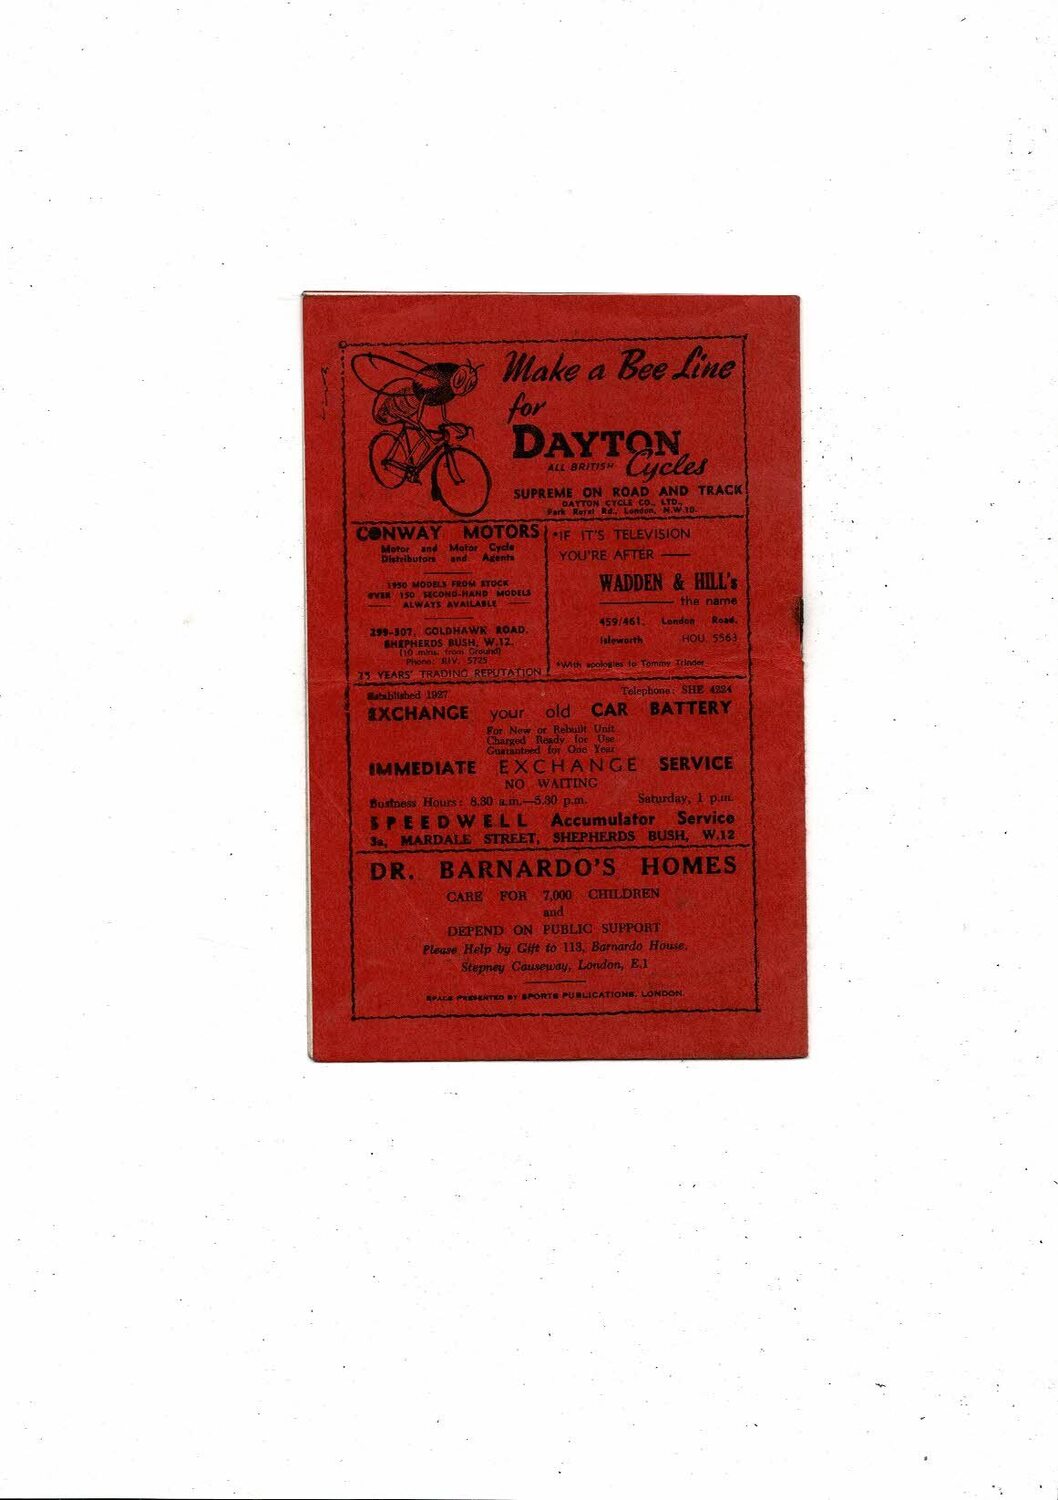 Make a Bee Line
for
DAYTON
ALL BRITISH Cycles
SUPREME ON ROAD AND TRACK
DAYTON CYCLE CO., LTD.,
Park Royal Rd., London, N.W.10.
CONWAY MOTORS
Motor and Motor Cycle
Distributors and Agents
1950 MODELS FROM STOCK
OVER 150 SECOND-HAND MODELS
ALWAYS AVAILABLE
GOLDHAWK ROAD,
SHEPHERDS BUSH, W.12.
(10 mins. from Ground)
Phone: RIV. 5725
25 YEARS' TRADING REPUTATION
*IF IT'S TELEVISION
YOU'RE AFTER —
WADDEN & HILL's
the name
459/461, London Road,
Isleworth HOU 5563
*With apologies to Tommy Trinder
Established 1927 Telephone: SHE 4224
EXCHANGE your old CAR BATTERY
For New or Rebuilt Unit
Charged Ready for Use
Guaranteed for One Year
IMMEDIATE EXCHANGE SERVICE
NO WAITING
Business Hours: 8.30 a.m.—5.30 p.m. Saturday, 1 p.m.
SPEEDWELL Accumulator Service
3a, MARDALE STREET, SHEPHERDS BUSH, W.12
DR. BARNARDO'S HOMES
CARE FOR 7,000 CHILDREN
and
DEPEND ON PUBLIC SUPPORT
Please Help by Gift to 113, Barnardo House,
Stepney Causeway, London, E.1
SPACE PRESENTED BY SPORTS PUBLICATIONS, LONDON.